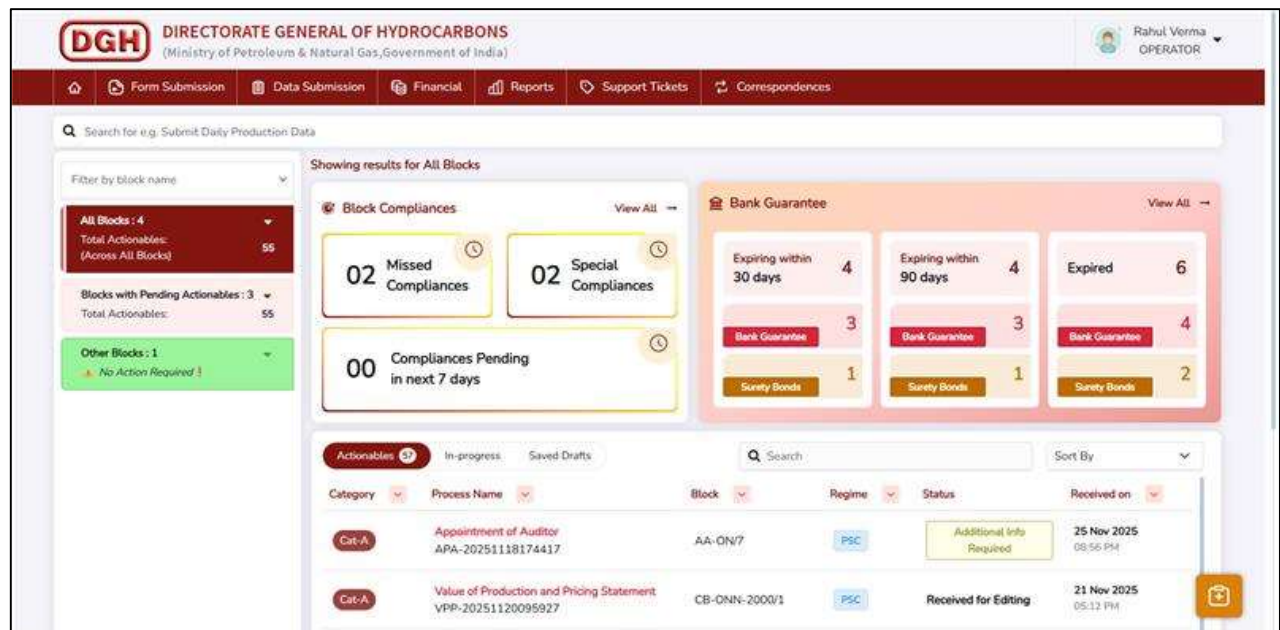 DGH
DIRECTORATE GENERAL OF HYDROCARBONS
(Ministry of Petroleum & Natural Gas,Government of India)
Rahul Verma
OPERATOR
Form Submission
Data Submission
Financial
Reports
Support Tickets
Correspondences
Search for e.g. Submit Daily Production Data
Filter by block name
All Blocks : 4
Total Actionables:
(Across All Blocks)
55
Blocks with Pending Actionables : 3
Total Actionables:
55
Other Blocks : 1
No Action Required !
Showing results for All Blocks
Block Compliances
View All →
02
Missed
Compliances
02
Special
Compliances
00
Compliances Pending
in next 7 days
Bank Guarantee
View All →
Expiring within
30 days
4
Bank Guarantee
3
Surety Bonds
1
Expiring within
90 days
4
Bank Guarantee
3
Surety Bonds
1
Expired
6
Bank Guarantee
4
Surety Bonds
2
Actionables 57
In-progress
Saved Drafts
Search
Sort By
Category
Process Name
Block
Regime
Status
Received on
Cat-A
Appointment of Auditor
APA-20251118174417
AA-ON/7
PSC
Additional Info
Required
25 Nov 2025
08:56 PM
Cat-A
Value of Production and Pricing Statement
VPP-20251120095927
CB-ONN-2000/1
PSC
Received for Editing
21 Nov 2025
05:12 PM